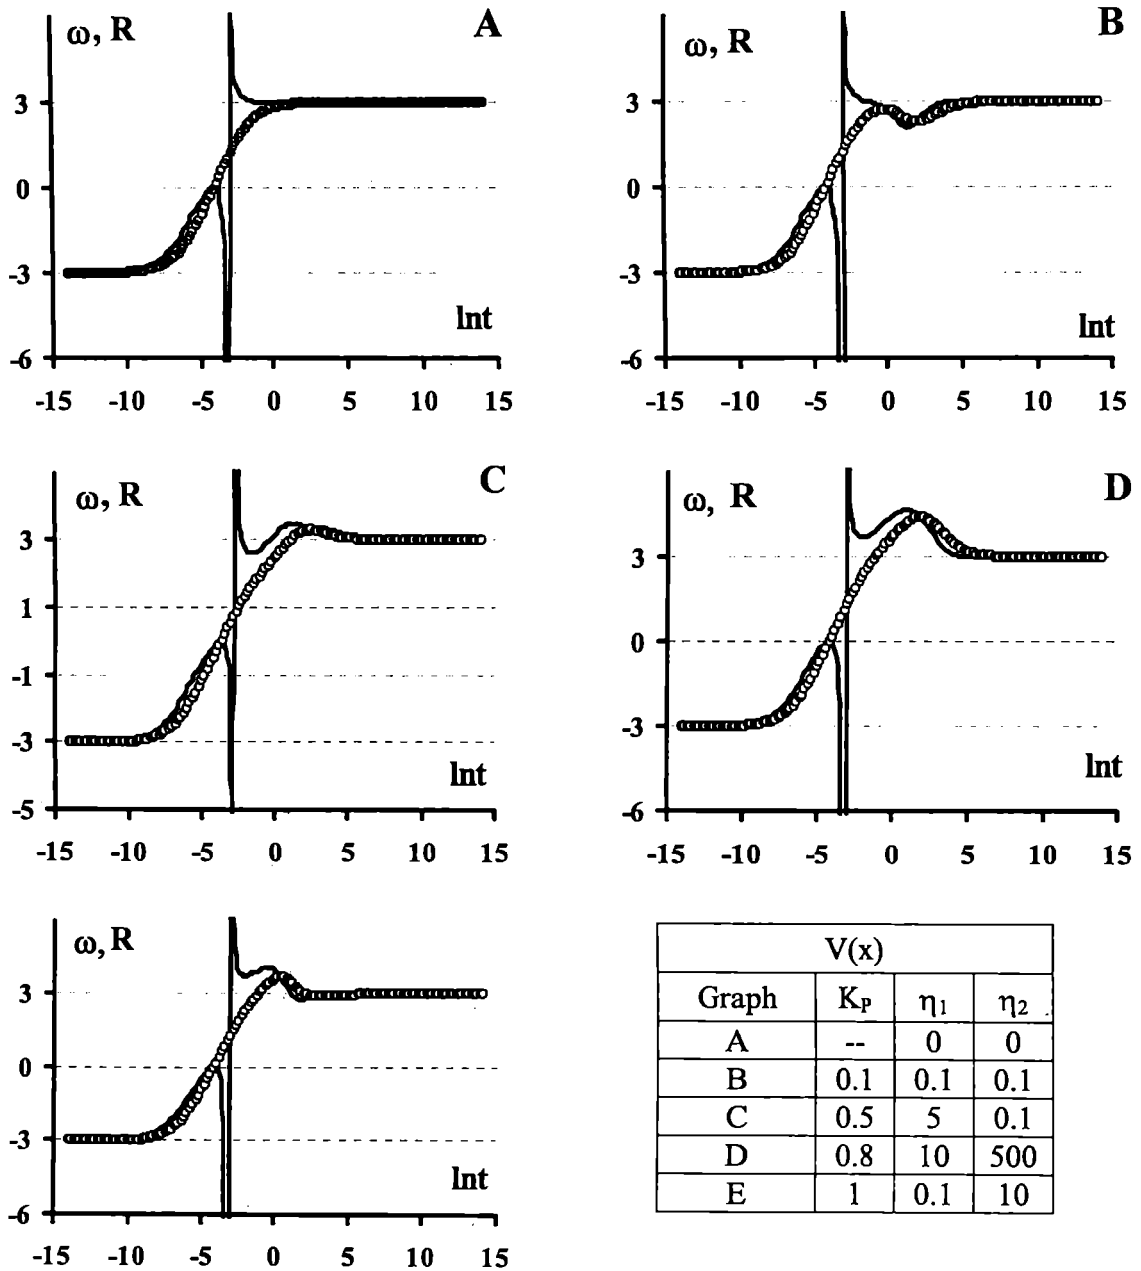 ω, R A
3
0
-3
-6
lnt
-15 -10 -5 0 5 10 15
ω, R B
3
0
-3
-6
lnt
-15 -10 -5 0 5 10 15
ω, R C
3
1
-1
-3
-5
lnt
-15 -10 -5 0 5 10 15
ω, R D
3
0
-3
-6
lnt
-15 -10 -5 0 5 10 15
ω, R
3
0
-3
-6
lnt
-15 -10 -5 0 5 10 15
V(x)
Graph K_P η₁ η₂
A -- 0 0
B 0.1 0.1 0.1
C 0.5 5 0.1
D 0.8 10 500
E 1 0.1 10